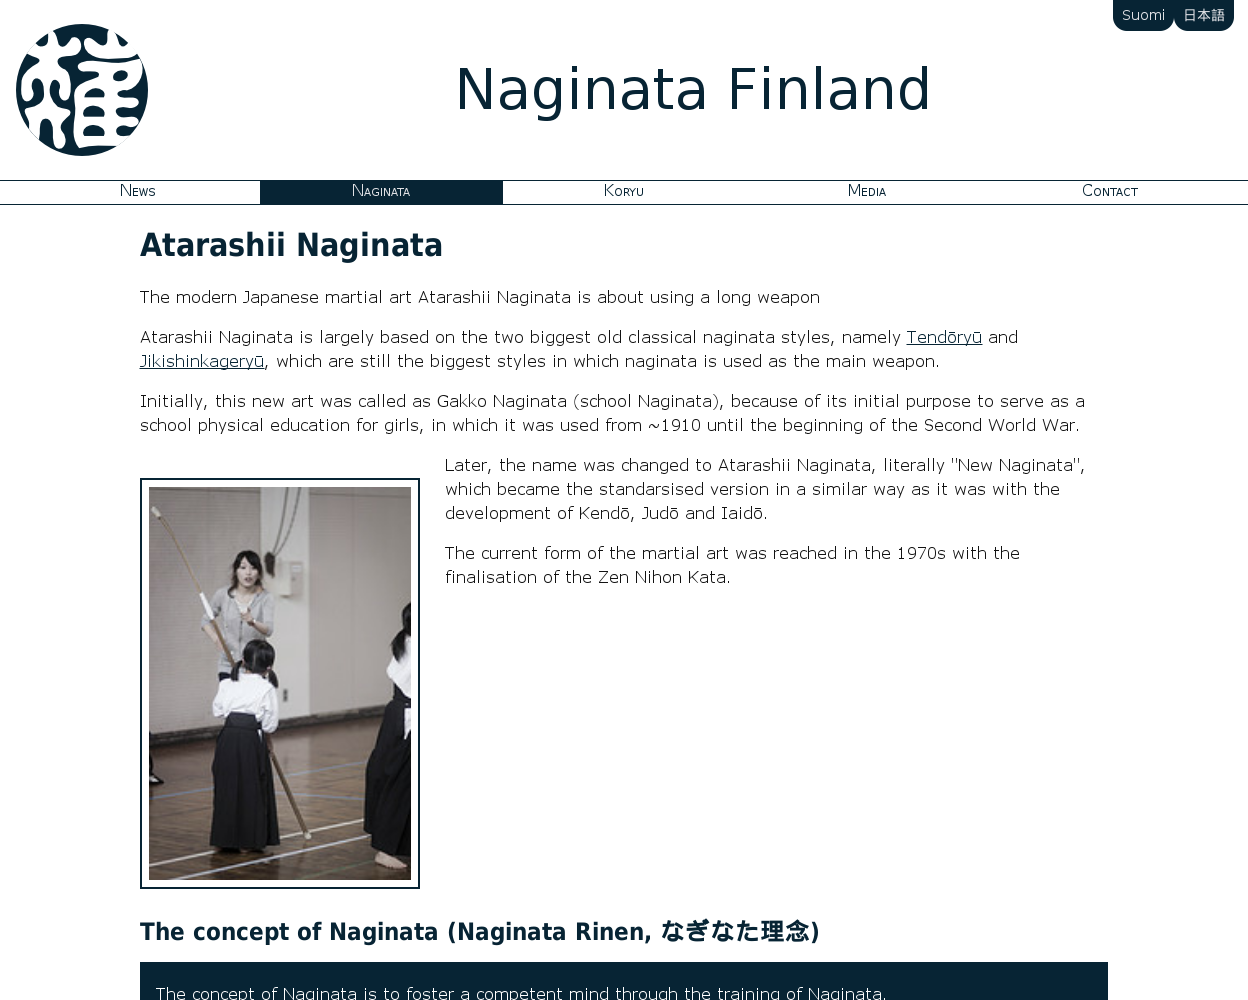 Suomi 日本語
Naginata Finland
News Naginata Koryu Media Contact
Atarashii Naginata
The modern Japanese martial art Atarashii Naginata is about using a long weapon
Atarashii Naginata is largely based on the two biggest old classical naginata styles, namely Tendōryū and
Jikishinkageryū, which are still the biggest styles in which naginata is used as the main weapon.
Initially, this new art was called as Gakko Naginata (school Naginata), because of its initial purpose to serve as a
school physical education for girls, in which it was used from ~1910 until the beginning of the Second World War.
Later, the name was changed to Atarashii Naginata, literally "New Naginata",
which became the standarsised version in a similar way as it was with the
development of Kendō, Judō and Iaidō.
The current form of the martial art was reached in the 1970s with the
finalisation of the Zen Nihon Kata.
The concept of Naginata (Naginata Rinen, なぎなた理念)
The concept of Naginata is to foster a competent mind through the training of Naginata.